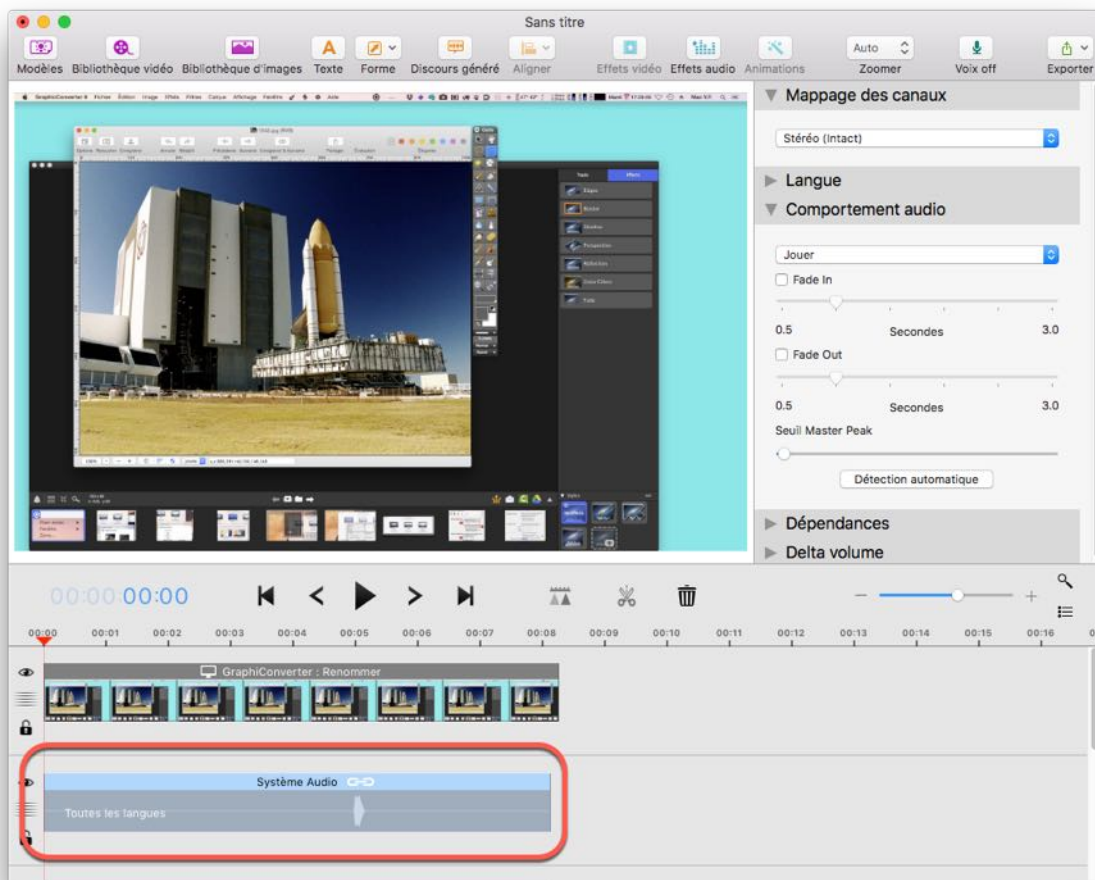 Sans titre
Modèles Bibliothèque vidéo Bibliothèque d'images Texte Forme Discours généré Aligner Effets vidéo Effets audio Animations Auto Zoomer Voix off Exporter
Mappage des canaux
Stéréo (Intact)
Langue
Comportement audio
Jouer
Fade In
0.5 Secondes 3.0
Fade Out
0.5 Secondes 3.0
Seuil Master Peak
Détection automatique
Dépendances
Delta volume
00:00:00:00
00:00 00:01 00:02 00:03 00:04 00:05 00:06 00:07 00:08 00:09 00:10 00:11 00:12 00:13 00:14 00:15 00:16
GraphiConverter : Renommer
Système Audio
Toutes les langues